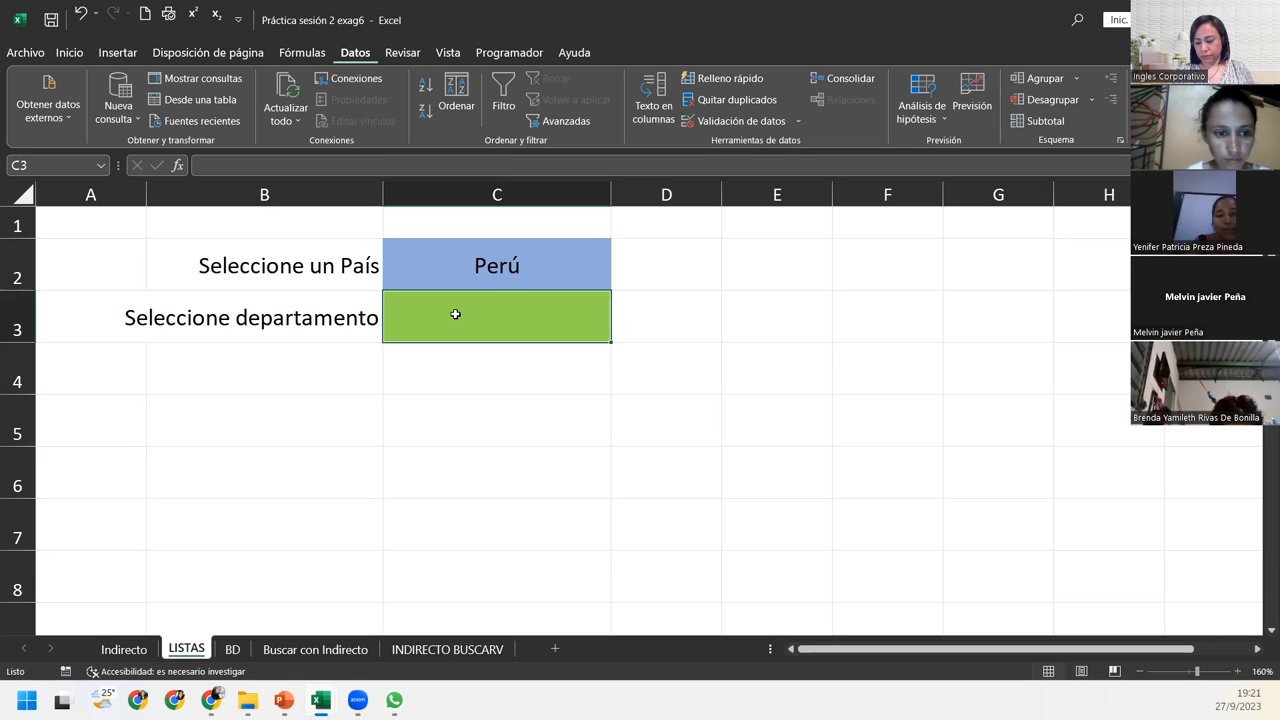 Práctica sesión 2 exag6 - Excel
Inic.
Archivo Inicio Insertar Disposición de página Fórmulas Datos Revisar Vista Programador Ayuda
Obtener datos externos
Nueva consulta
Mostrar consultas
Desde una tabla
Fuentes recientes
Obtener y transformar
Actualizar todo
Conexiones
Propiedades
Editar vínculos
Conexiones
Ordenar
Filtro
Volver a aplicar
Avanzadas
Ordenar y filtrar
Texto en columnas
Relleno rápido
Quitar duplicados
Validación de datos
Consolidar
Relaciones
Herramientas de datos
Análisis de hipótesis
Previsión
Previsión
Agrupar
Desagrupar
Subtotal
Esquema
C3
fx
A B C D E F G H
1
2 Seleccione un País Perú
3 Seleccione departamento
4
5
6
7
8
Ingles Corporativo
Yenifer Patricia Preza Pineda
Melvin javier Peña
Melvin javier Peña
Brenda Yamileth Rivas De Bonilla
Indirecto LISTAS BD Buscar con Indirecto INDIRECTO BUSCARV
Listo
Accesibilidad: es necesario investigar
160%
25°
zoom
19:21
27/9/2023